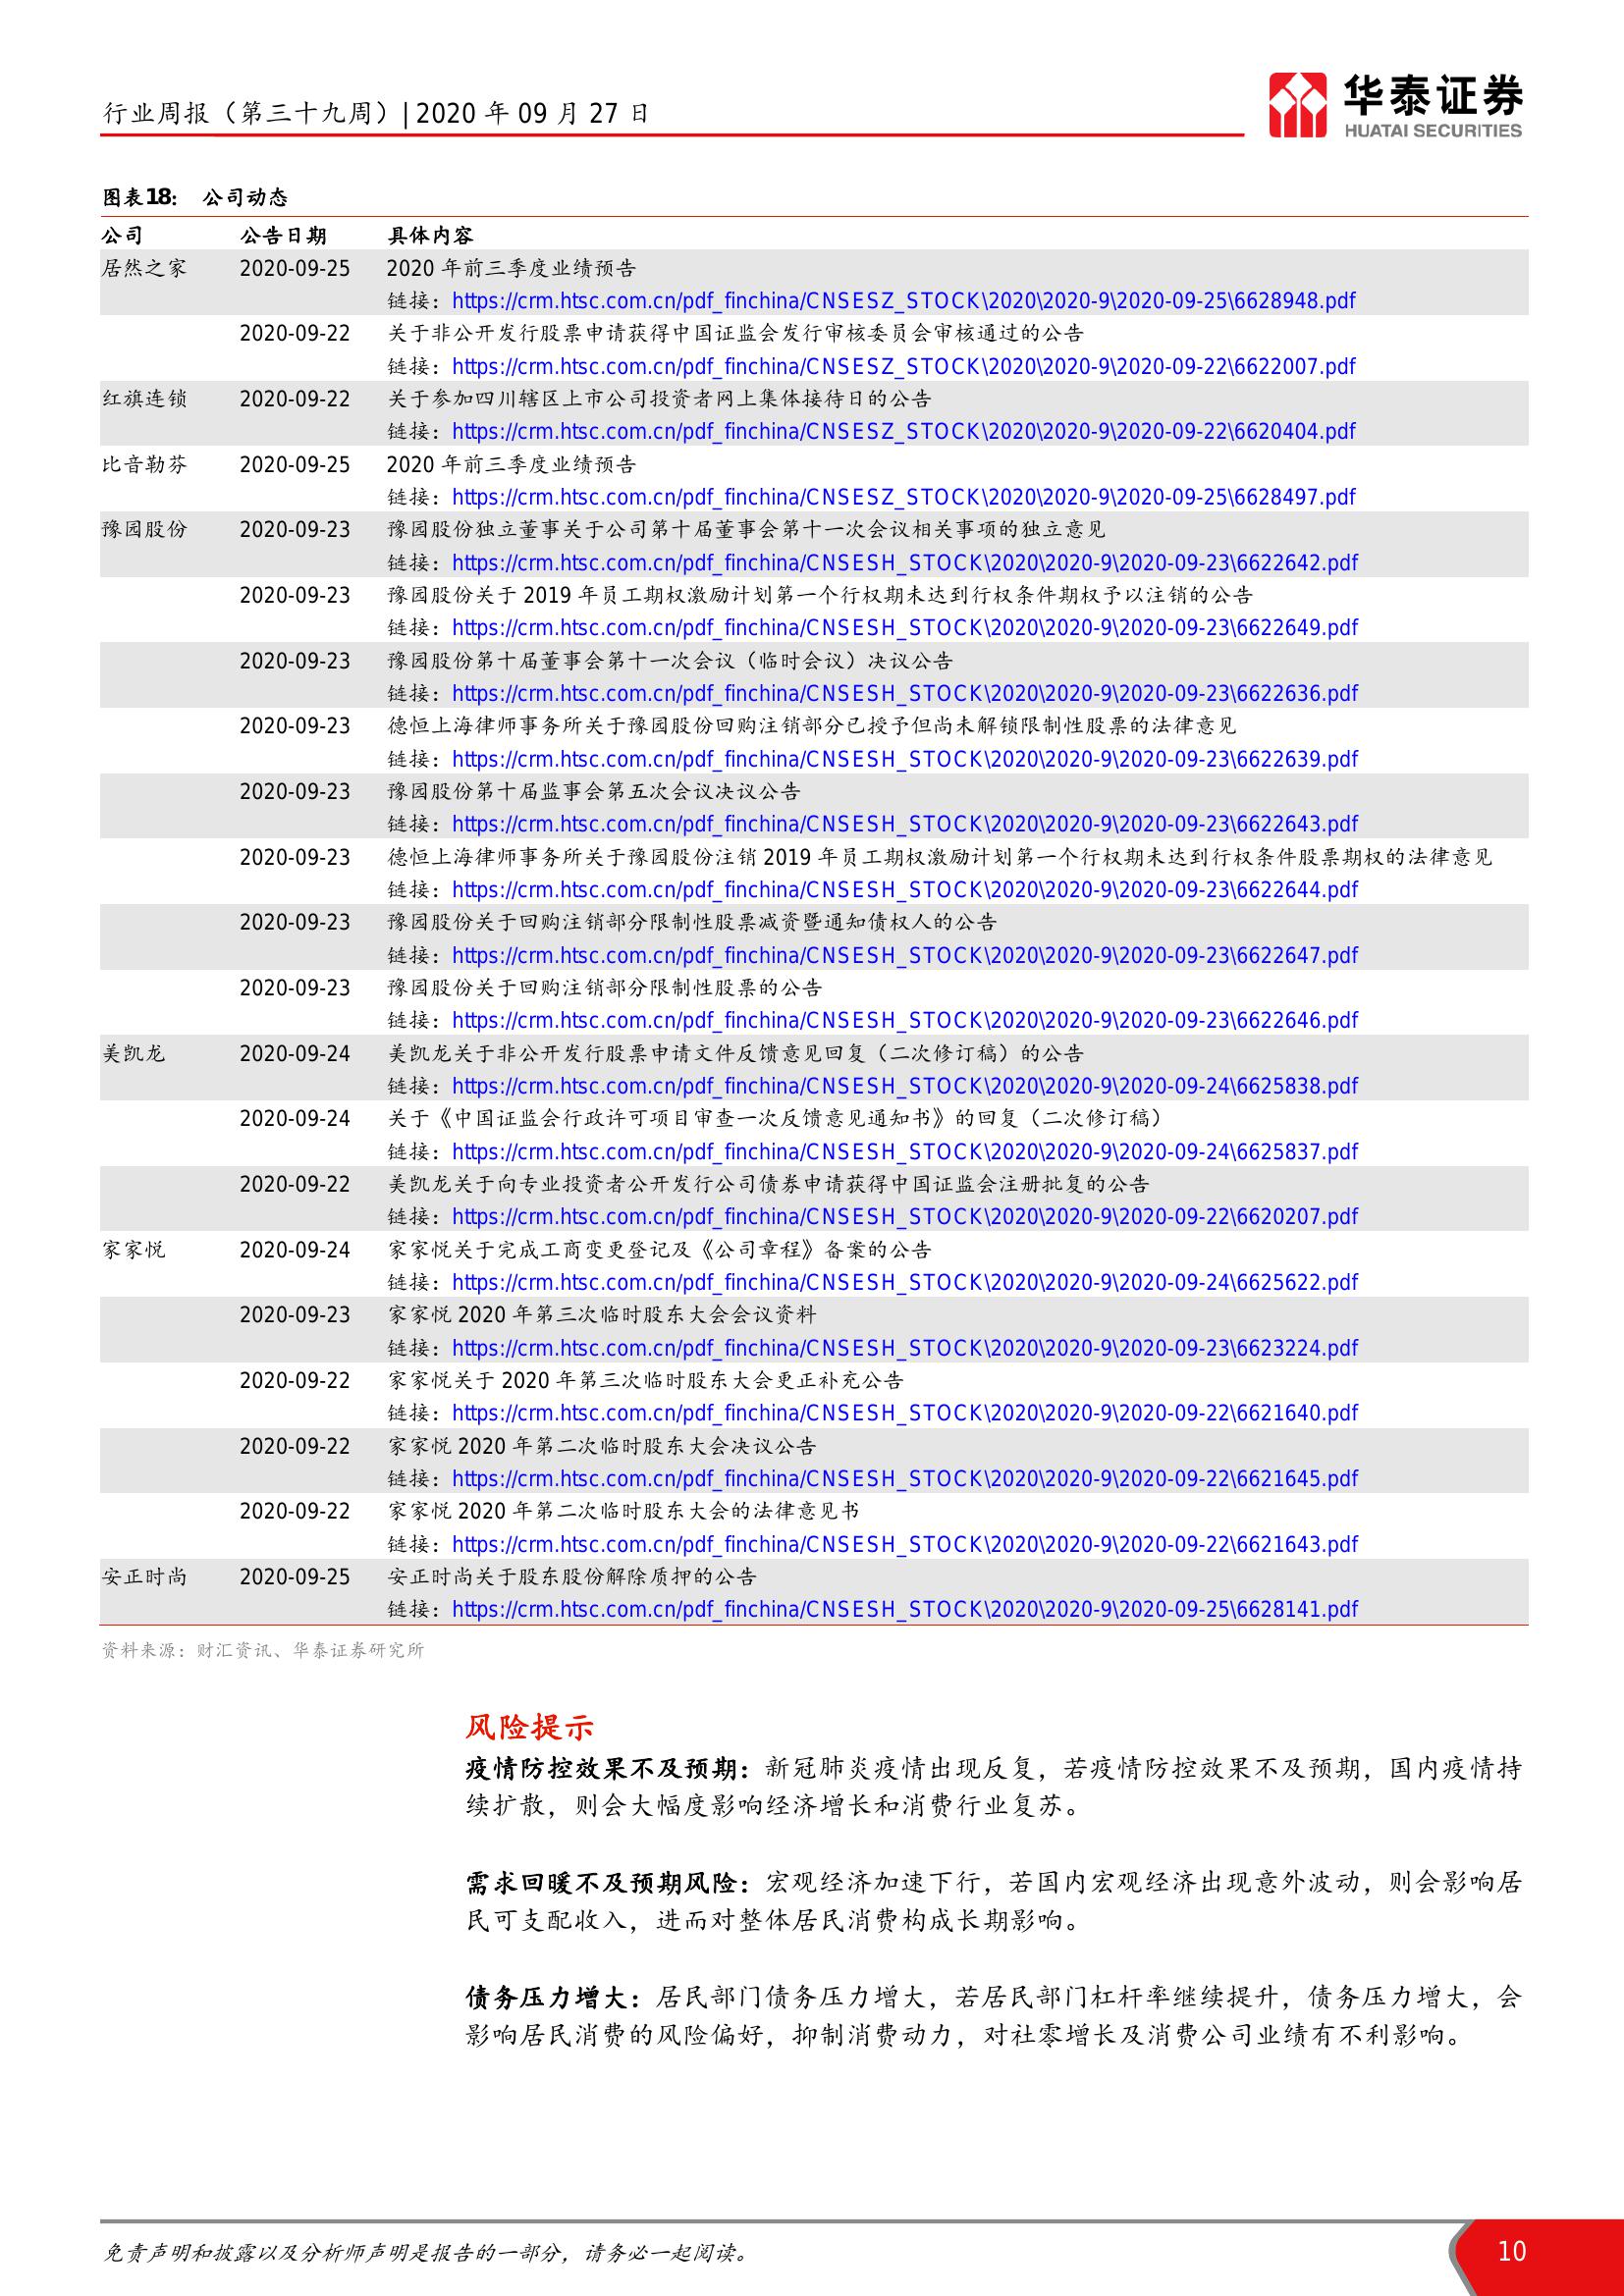 行业周报（第三十九周）| 2020 年 09 月 27 日
华泰证券
HUATAI SECURITIES
图表18： 公司动态
公司 公告日期 具体内容
居然之家 2020-09-25 2020 年前三季度业绩预告
链接：https://crm.htsc.com.cn/pdf_finchina/CNSESZ_STOCK\2020\2020-9\2020-09-25\6628948.pdf
2020-09-22 关于非公开发行股票申请获得中国证监会发行审核委员会审核通过的公告
链接：https://crm.htsc.com.cn/pdf_finchina/CNSESZ_STOCK\2020\2020-9\2020-09-22\6622007.pdf
红旗连锁 2020-09-22 关于参加四川辖区上市公司投资者网上集体接待日的公告
链接：https://crm.htsc.com.cn/pdf_finchina/CNSESZ_STOCK\2020\2020-9\2020-09-22\6620404.pdf
比音勒芬 2020-09-25 2020 年前三季度业绩预告
链接：https://crm.htsc.com.cn/pdf_finchina/CNSESZ_STOCK\2020\2020-9\2020-09-25\6628497.pdf
豫园股份 2020-09-23 豫园股份独立董事关于公司第十届董事会第十一次会议相关事项的独立意见
链接：https://crm.htsc.com.cn/pdf_finchina/CNSESH_STOCK\2020\2020-9\2020-09-23\6622642.pdf
2020-09-23 豫园股份关于 2019 年员工期权激励计划第一个行权期未达到行权条件期权予以注销的公告
链接：https://crm.htsc.com.cn/pdf_finchina/CNSESH_STOCK\2020\2020-9\2020-09-23\6622649.pdf
2020-09-23 豫园股份第十届董事会第十一次会议（临时会议）决议公告
链接：https://crm.htsc.com.cn/pdf_finchina/CNSESH_STOCK\2020\2020-9\2020-09-23\6622636.pdf
2020-09-23 德恒上海律师事务所关于豫园股份回购注销部分已授予但尚未解锁限制性股票的法律意见
链接：https://crm.htsc.com.cn/pdf_finchina/CNSESH_STOCK\2020\2020-9\2020-09-23\6622639.pdf
2020-09-23 豫园股份第十届监事会第五次会议决议公告
链接：https://crm.htsc.com.cn/pdf_finchina/CNSESH_STOCK\2020\2020-9\2020-09-23\6622643.pdf
2020-09-23 德恒上海律师事务所关于豫园股份注销 2019 年员工期权激励计划第一个行权期未达到行权条件股票期权的法律意见
链接：https://crm.htsc.com.cn/pdf_finchina/CNSESH_STOCK\2020\2020-9\2020-09-23\6622644.pdf
2020-09-23 豫园股份关于回购注销部分限制性股票减资暨通知债权人的公告
链接：https://crm.htsc.com.cn/pdf_finchina/CNSESH_STOCK\2020\2020-9\2020-09-23\6622647.pdf
2020-09-23 豫园股份关于回购注销部分限制性股票的公告
链接：https://crm.htsc.com.cn/pdf_finchina/CNSESH_STOCK\2020\2020-9\2020-09-23\6622646.pdf
美凯龙 2020-09-24 美凯龙关于非公开发行股票申请文件反馈意见回复（二次修订稿）的公告
链接：https://crm.htsc.com.cn/pdf_finchina/CNSESH_STOCK\2020\2020-9\2020-09-24\6625838.pdf
2020-09-24 关于《中国证监会行政许可项目审查一次反馈意见通知书》的回复（二次修订稿）
链接：https://crm.htsc.com.cn/pdf_finchina/CNSESH_STOCK\2020\2020-9\2020-09-24\6625837.pdf
2020-09-22 美凯龙关于向专业投资者公开发行公司债券申请获得中国证监会注册批复的公告
链接：https://crm.htsc.com.cn/pdf_finchina/CNSESH_STOCK\2020\2020-9\2020-09-22\6620207.pdf
家家悦 2020-09-24 家家悦关于完成工商变更登记及《公司章程》备案的公告
链接：https://crm.htsc.com.cn/pdf_finchina/CNSESH_STOCK\2020\2020-9\2020-09-24\6625622.pdf
2020-09-23 家家悦 2020 年第三次临时股东大会会议资料
链接：https://crm.htsc.com.cn/pdf_finchina/CNSESH_STOCK\2020\2020-9\2020-09-23\6623224.pdf
2020-09-22 家家悦关于 2020 年第三次临时股东大会更正补充公告
链接：https://crm.htsc.com.cn/pdf_finchina/CNSESH_STOCK\2020\2020-9\2020-09-22\6621640.pdf
2020-09-22 家家悦 2020 年第二次临时股东大会决议公告
链接：https://crm.htsc.com.cn/pdf_finchina/CNSESH_STOCK\2020\2020-9\2020-09-22\6621645.pdf
2020-09-22 家家悦 2020 年第二次临时股东大会的法律意见书
链接：https://crm.htsc.com.cn/pdf_finchina/CNSESH_STOCK\2020\2020-9\2020-09-22\6621643.pdf
安正时尚 2020-09-25 安正时尚关于股东股份解除质押的公告
链接：https://crm.htsc.com.cn/pdf_finchina/CNSESH_STOCK\2020\2020-9\2020-09-25\6628141.pdf
资料来源：财汇资讯、华泰证券研究所
风险提示
疫情防控效果不及预期：新冠肺炎疫情出现反复，若疫情防控效果不及预期，国内疫情持
续扩散，则会大幅度影响经济增长和消费行业复苏。
需求回暖不及预期风险：宏观经济加速下行，若国内宏观经济出现意外波动，则会影响居
民可支配收入，进而对整体居民消费构成长期影响。
债务压力增大：居民部门债务压力增大，若居民部门杠杆率继续提升，债务压力增大，会
影响居民消费的风险偏好，抑制消费动力，对社零增长及消费公司业绩有不利影响。
免责声明和披露以及分析师声明是报告的一部分，请务必一起阅读。
10